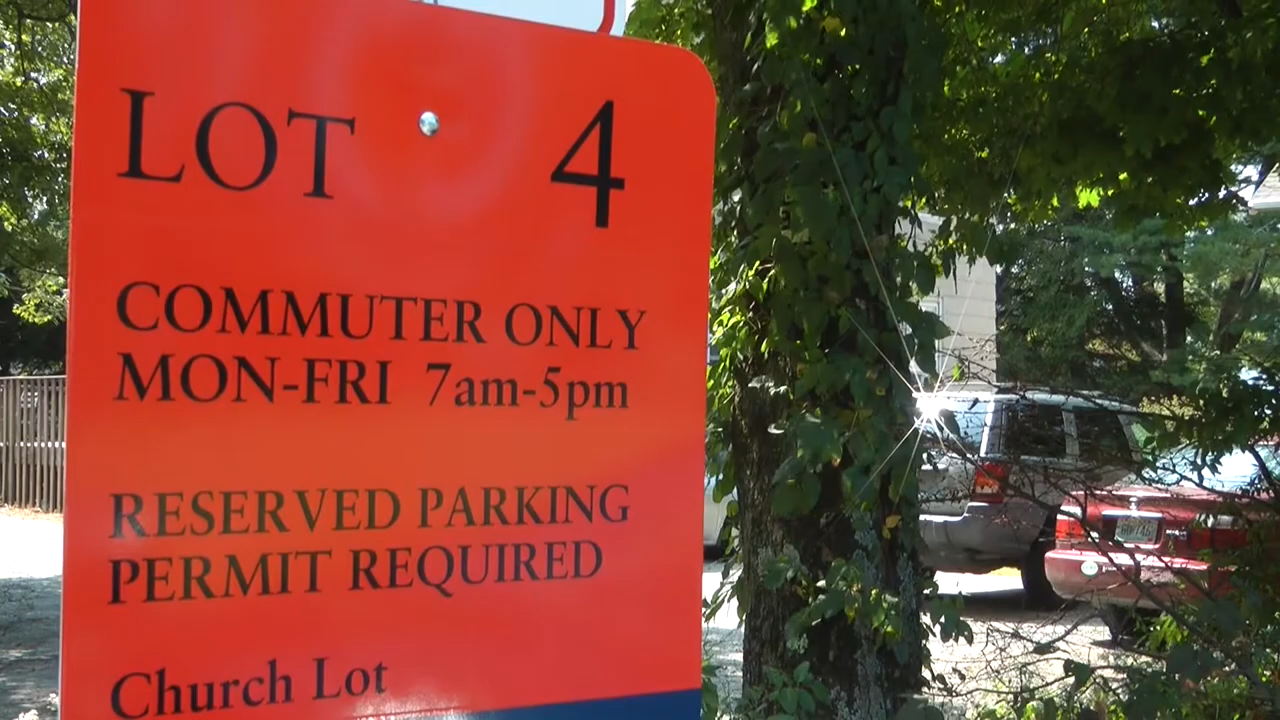 LOT 4
COMMUTER ONLY
MON-FRI 7am-5pm
RESERVED PARKING
PERMIT REQUIRED
Church Lot